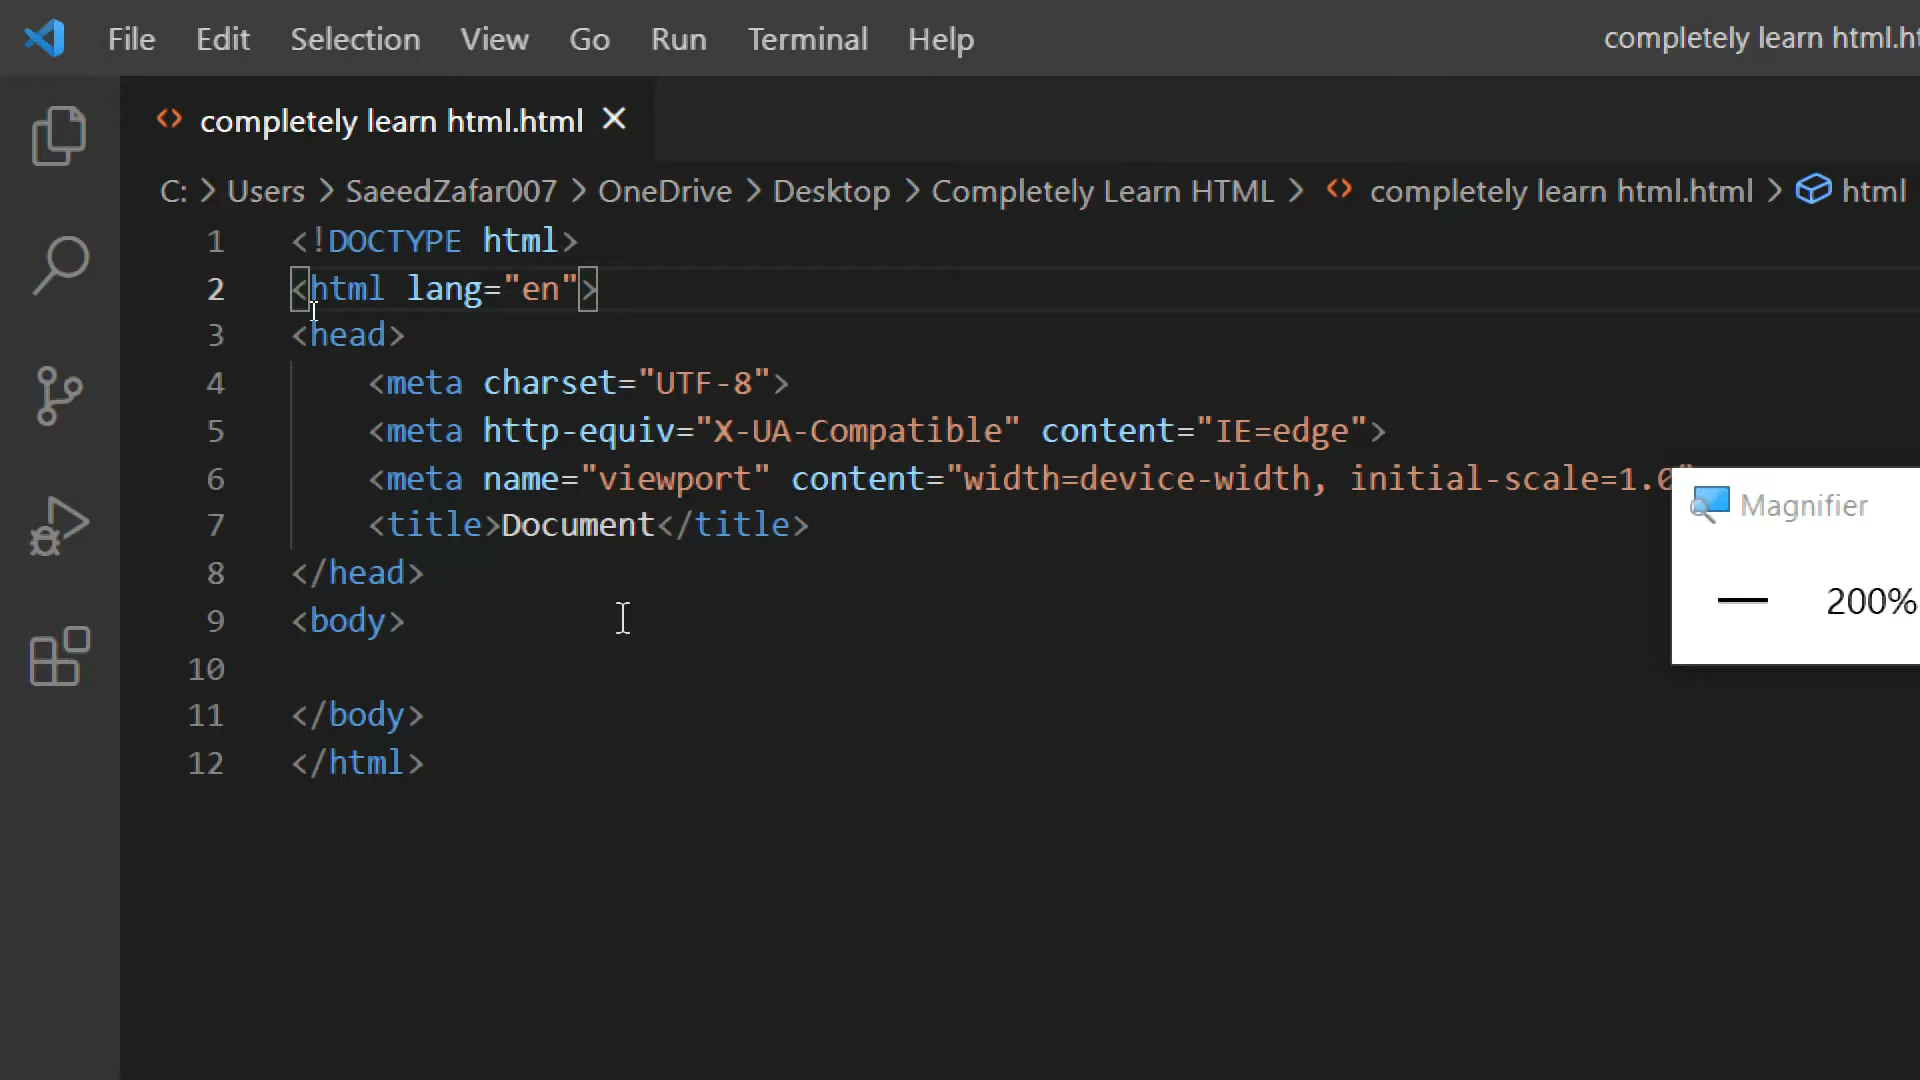 File Edit Selection View Go Run Terminal Help completely learn html.ht
completely learn html.html
C: > Users > SaeedZafar007 > OneDrive > Desktop > Completely Learn HTML > completely learn html.html > html
1 <!DOCTYPE html>
2 <html lang="en">
3 <head>
4 <meta charset="UTF-8">
5 <meta http-equiv="X-UA-Compatible" content="IE=edge">
6 <meta name="viewport" content="width=device-width, initial-scale=1.0"
Magnifier
7 <title>Document</title>
8 </head>
200%
9 <body>
10
11 </body>
12 </html>